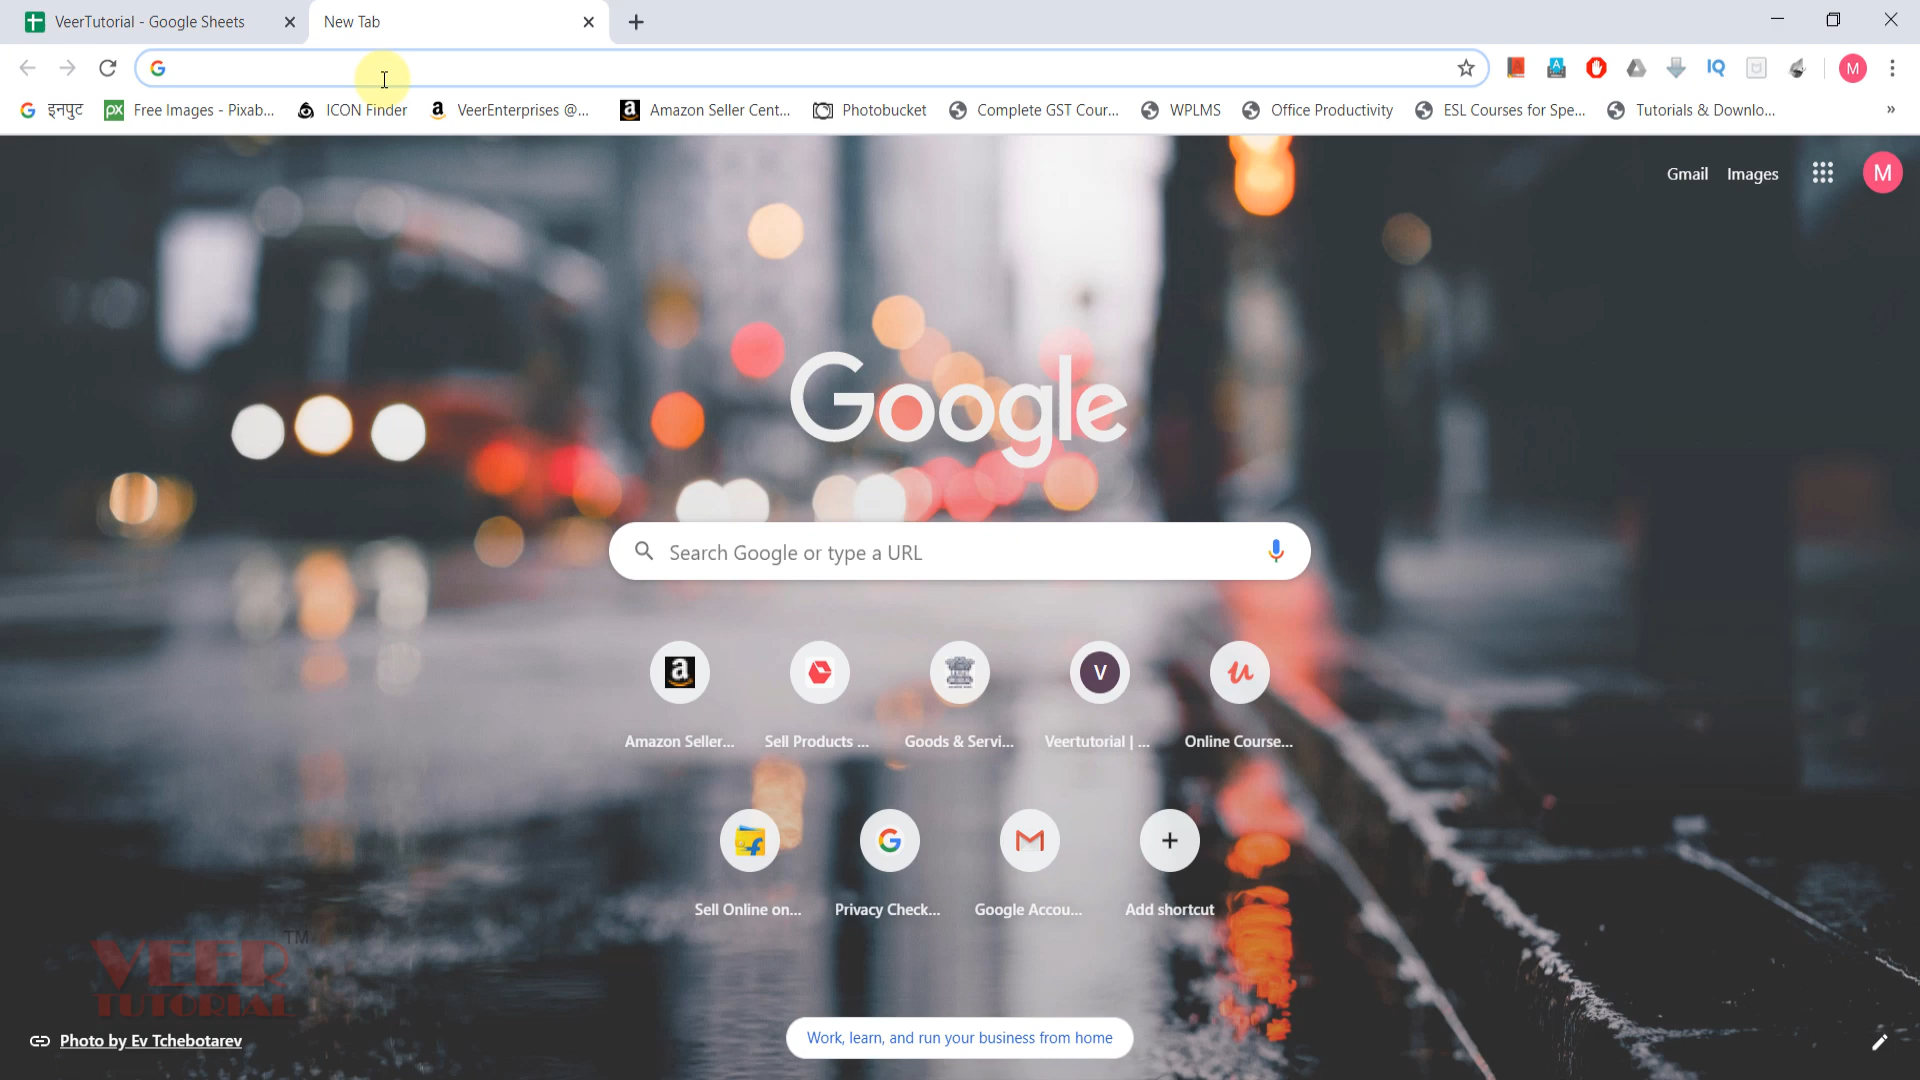 VeerTutorial - Google Sheets
New Tab
इनपुट
Free Images - Pixab...
ICON Finder
VeerEnterprises @...
Amazon Seller Cent...
Photobucket
Complete GST Cour...
WPLMS
Office Productivity
ESL Courses for Spe...
Tutorials & Downlo...
»
Gmail
Images
M
M
Google
Search Google or type a URL
Amazon Seller...
Sell Products ...
Goods & Servi...
Veertutorial | ...
Online Course...
Sell Online on...
Privacy Check...
Google Accou...
Add shortcut
VEER TM
TUTORIAL
Photo by Ev Tchebotarev
Work, learn, and run your business from home